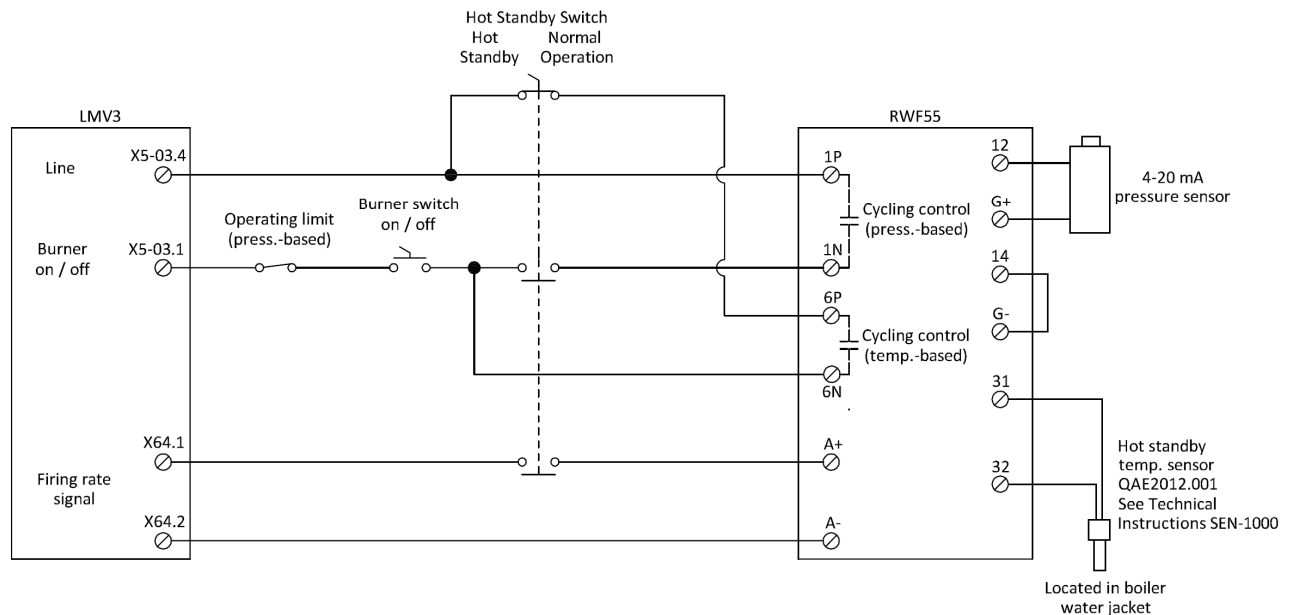 Hot Standby Switch
Hot Normal
Standby Operation
LMV3
RWF55
Line
X5-03.4
1P
12
4-20 mA
pressure sensor
Burner switch
on / off
Operating limit
(press.-based)
Cycling control
(press.-based)
G+
Burner
on / off
X5-03.1
1N
14
6P
G-
Cycling control
(temp.-based)
6N
31
X64.1
A+
Hot standby
temp. sensor
QAE2012.001
See Technical
Instructions SEN-1000
Firing rate
signal
32
X64.2
A-
Located in boiler
water jacket